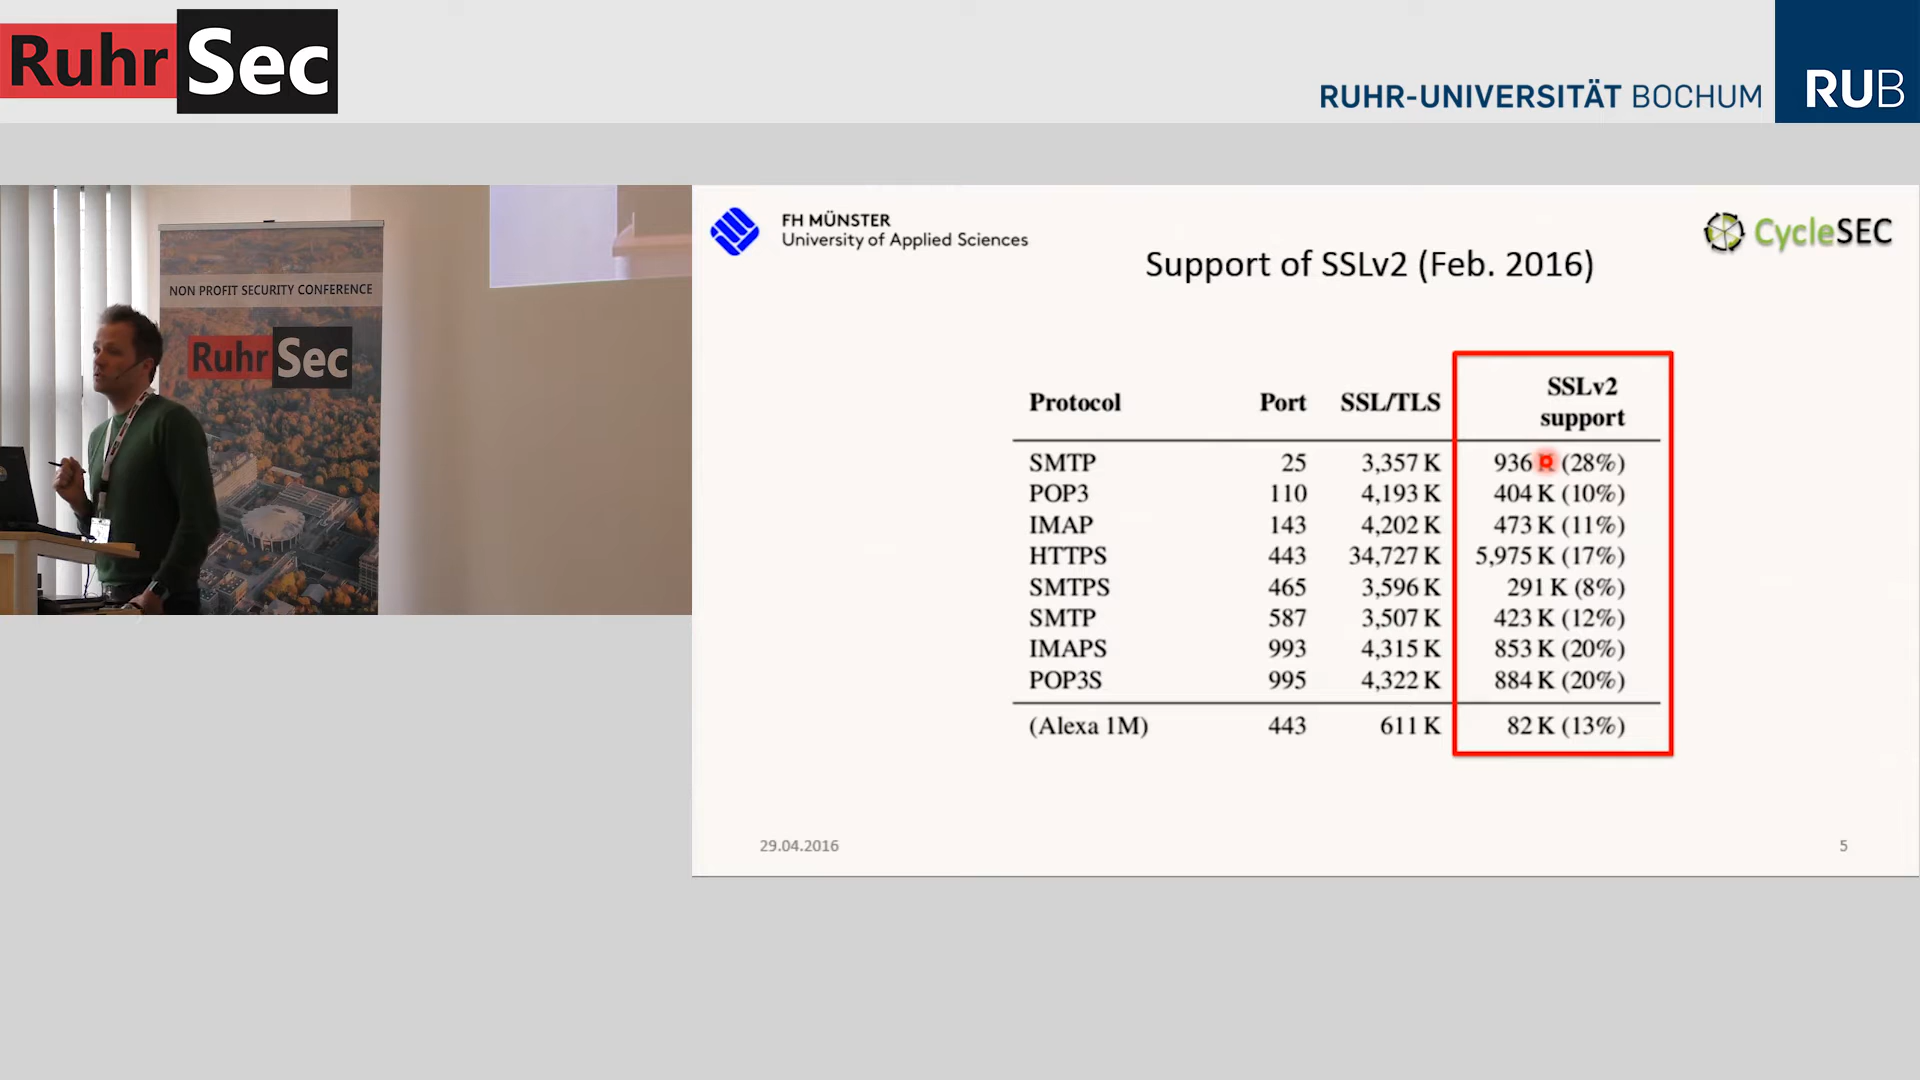 RuhrSec
RUHR-UNIVERSITÄT BOCHUM
RUB
NON PROFIT SECURITY CONFERENCE
RuhrSec
FH MÜNSTER
University of Applied Sciences
CycleSEC
Support of SSLv2 (Feb. 2016)
Protocol Port SSL/TLS SSLv2 support
SMTP 25 3,357 K 936 K (28%)
POP3 110 4,193 K 404 K (10%)
IMAP 143 4,202 K 473 K (11%)
HTTPS 443 34,727 K 5,975 K (17%)
SMTPS 465 3,596 K 291 K (8%)
SMTP 587 3,507 K 423 K (12%)
IMAPS 993 4,315 K 853 K (20%)
POP3S 995 4,322 K 884 K (20%)
(Alexa 1M) 443 611 K 82 K (13%)
29.04.2016
5